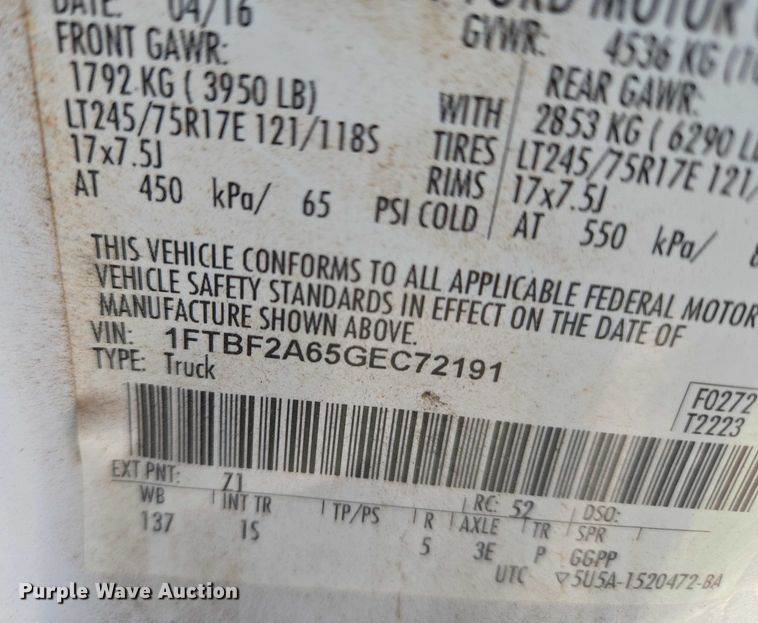 DATE: 04/16 FORD MOTOR
FRONT GAWR: GVWR: 4536 KG
1792 KG ( 3950 LB) REAR GAWR:
LT245/75R17E 121/118S WITH 2853 KG ( 6290
17x7.5J TIRES LT245/75R17E 121/
AT 450 kPa/ 65 PSI COLD RIMS 17x7.5J
AT 550 kPa/
THIS VEHICLE CONFORMS TO ALL APPLICABLE FEDERAL MOTOR
VEHICLE SAFETY STANDARDS IN EFFECT ON THE DATE OF
MANUFACTURE SHOWN ABOVE.
VIN: 1FTBF2A65GEC72191
TYPE: Truck
F0272
T2223
EXT PNT: Z1 RC: 52 DSO:
WB INT TR TP/PS R AXLE TR SPR
137 1S 5 3E P GGPP
UTC 5U5A-1520472-BA
Purple Wave Auction